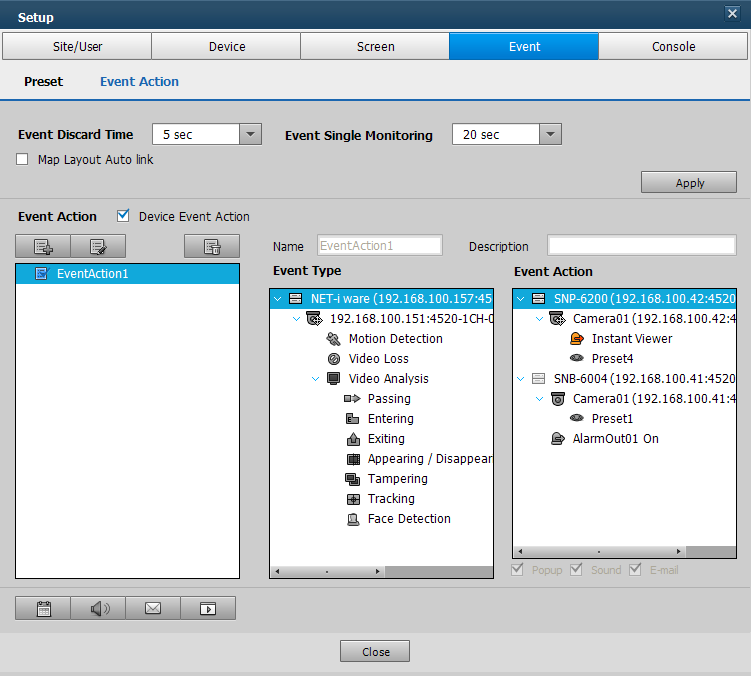 Setup
Site/User Device Screen Event Console
Preset Event Action
Event Discard Time 5 sec Event Single Monitoring 20 sec
Map Layout Auto link
Apply
Event Action Device Event Action
Name EventAction1 Description
EventAction1
Event Type
NET-i ware (192.168.100.157:45
192.168.100.151:4520-1CH-0
Motion Detection
Video Loss
Video Analysis
Passing
Entering
Exiting
Appearing / Disappear
Tampering
Tracking
Face Detection
Event Action
SNP-6200 (192.168.100.42:4520
Camera01 (192.168.100.42:4
Instant Viewer
Preset4
SNB-6004 (192.168.100.41:4520
Camera01 (192.168.100.41:4
Preset1
AlarmOut01 On
Popup Sound E-mail
Close